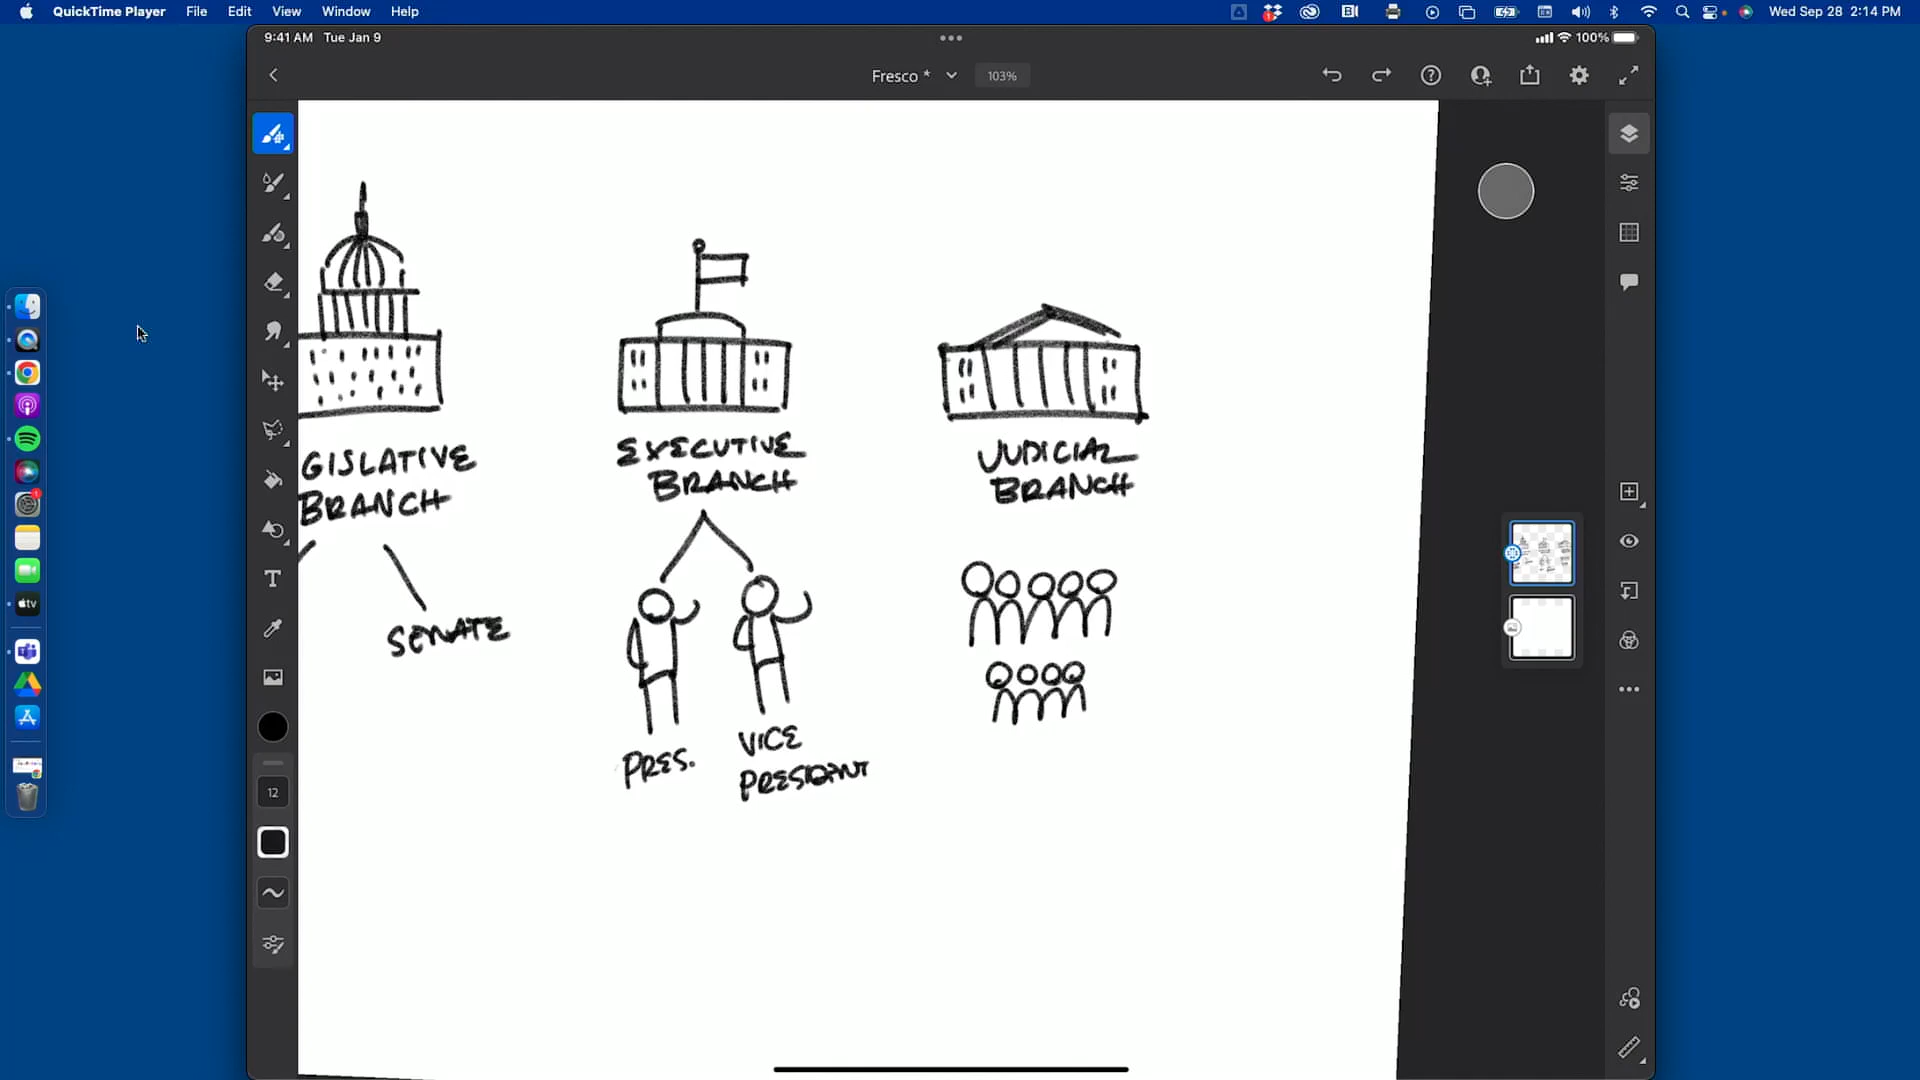 QuickTime Player File Edit View Window Help
Wed Sep 28 2:14 PM
9:41 AM Tue Jan 9
100%
Fresco *
103%
GISLATIVE
BRANCH
SENATE
EXECUTIVE
BRANCH
PRES.
VICE
PRESIDENT
JUDICIAL
BRANCH
T
12
tv